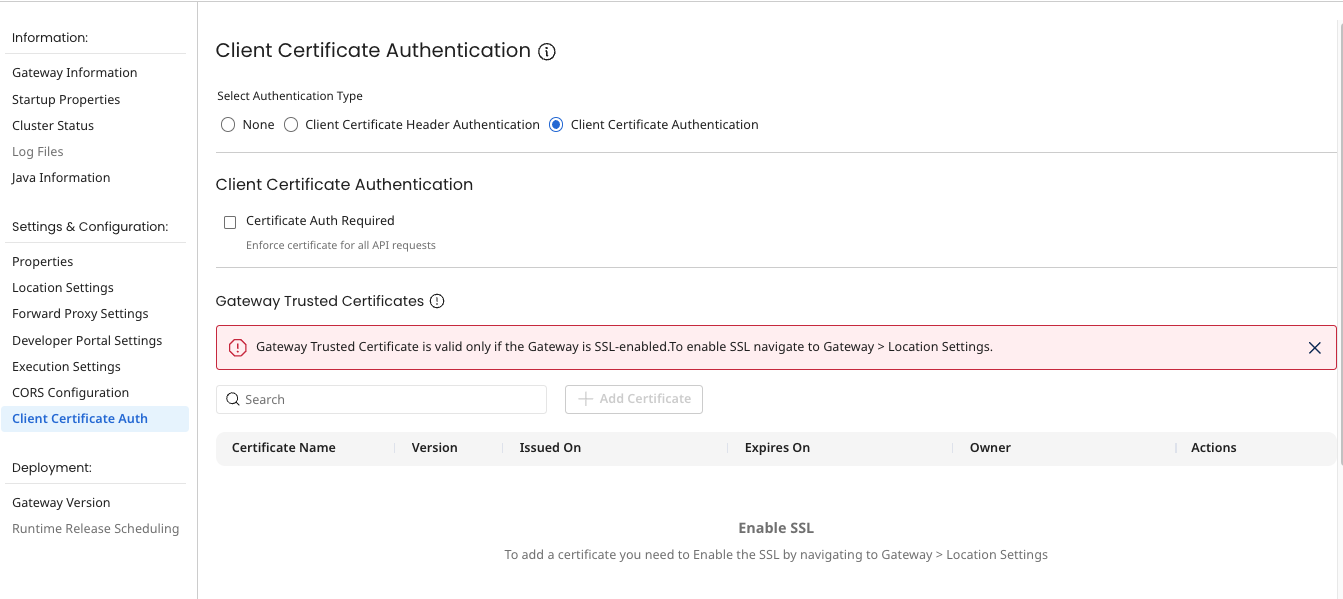 Information:
Gateway Information
Startup Properties
Cluster Status
Log Files
Java Information
Settings & Configuration:
Properties
Location Settings
Forward Proxy Settings
Developer Portal Settings
Execution Settings
CORS Configuration
Client Certificate Auth
Deployment:
Gateway Version
Runtime Release Scheduling
Client Certificate Authentication
Select Authentication Type
None Client Certificate Header Authentication Client Certificate Authentication
Client Certificate Authentication
Certificate Auth Required
Enforce certificate for all API requests
Gateway Trusted Certificates
Gateway Trusted Certificate is valid only if the Gateway is SSL-enabled.To enable SSL navigate to Gateway > Location Settings.
Search Add Certificate
Certificate Name Version Issued On Expires On Owner Actions
Enable SSL
To add a certificate you need to Enable the SSL by navigating to Gateway > Location Settings